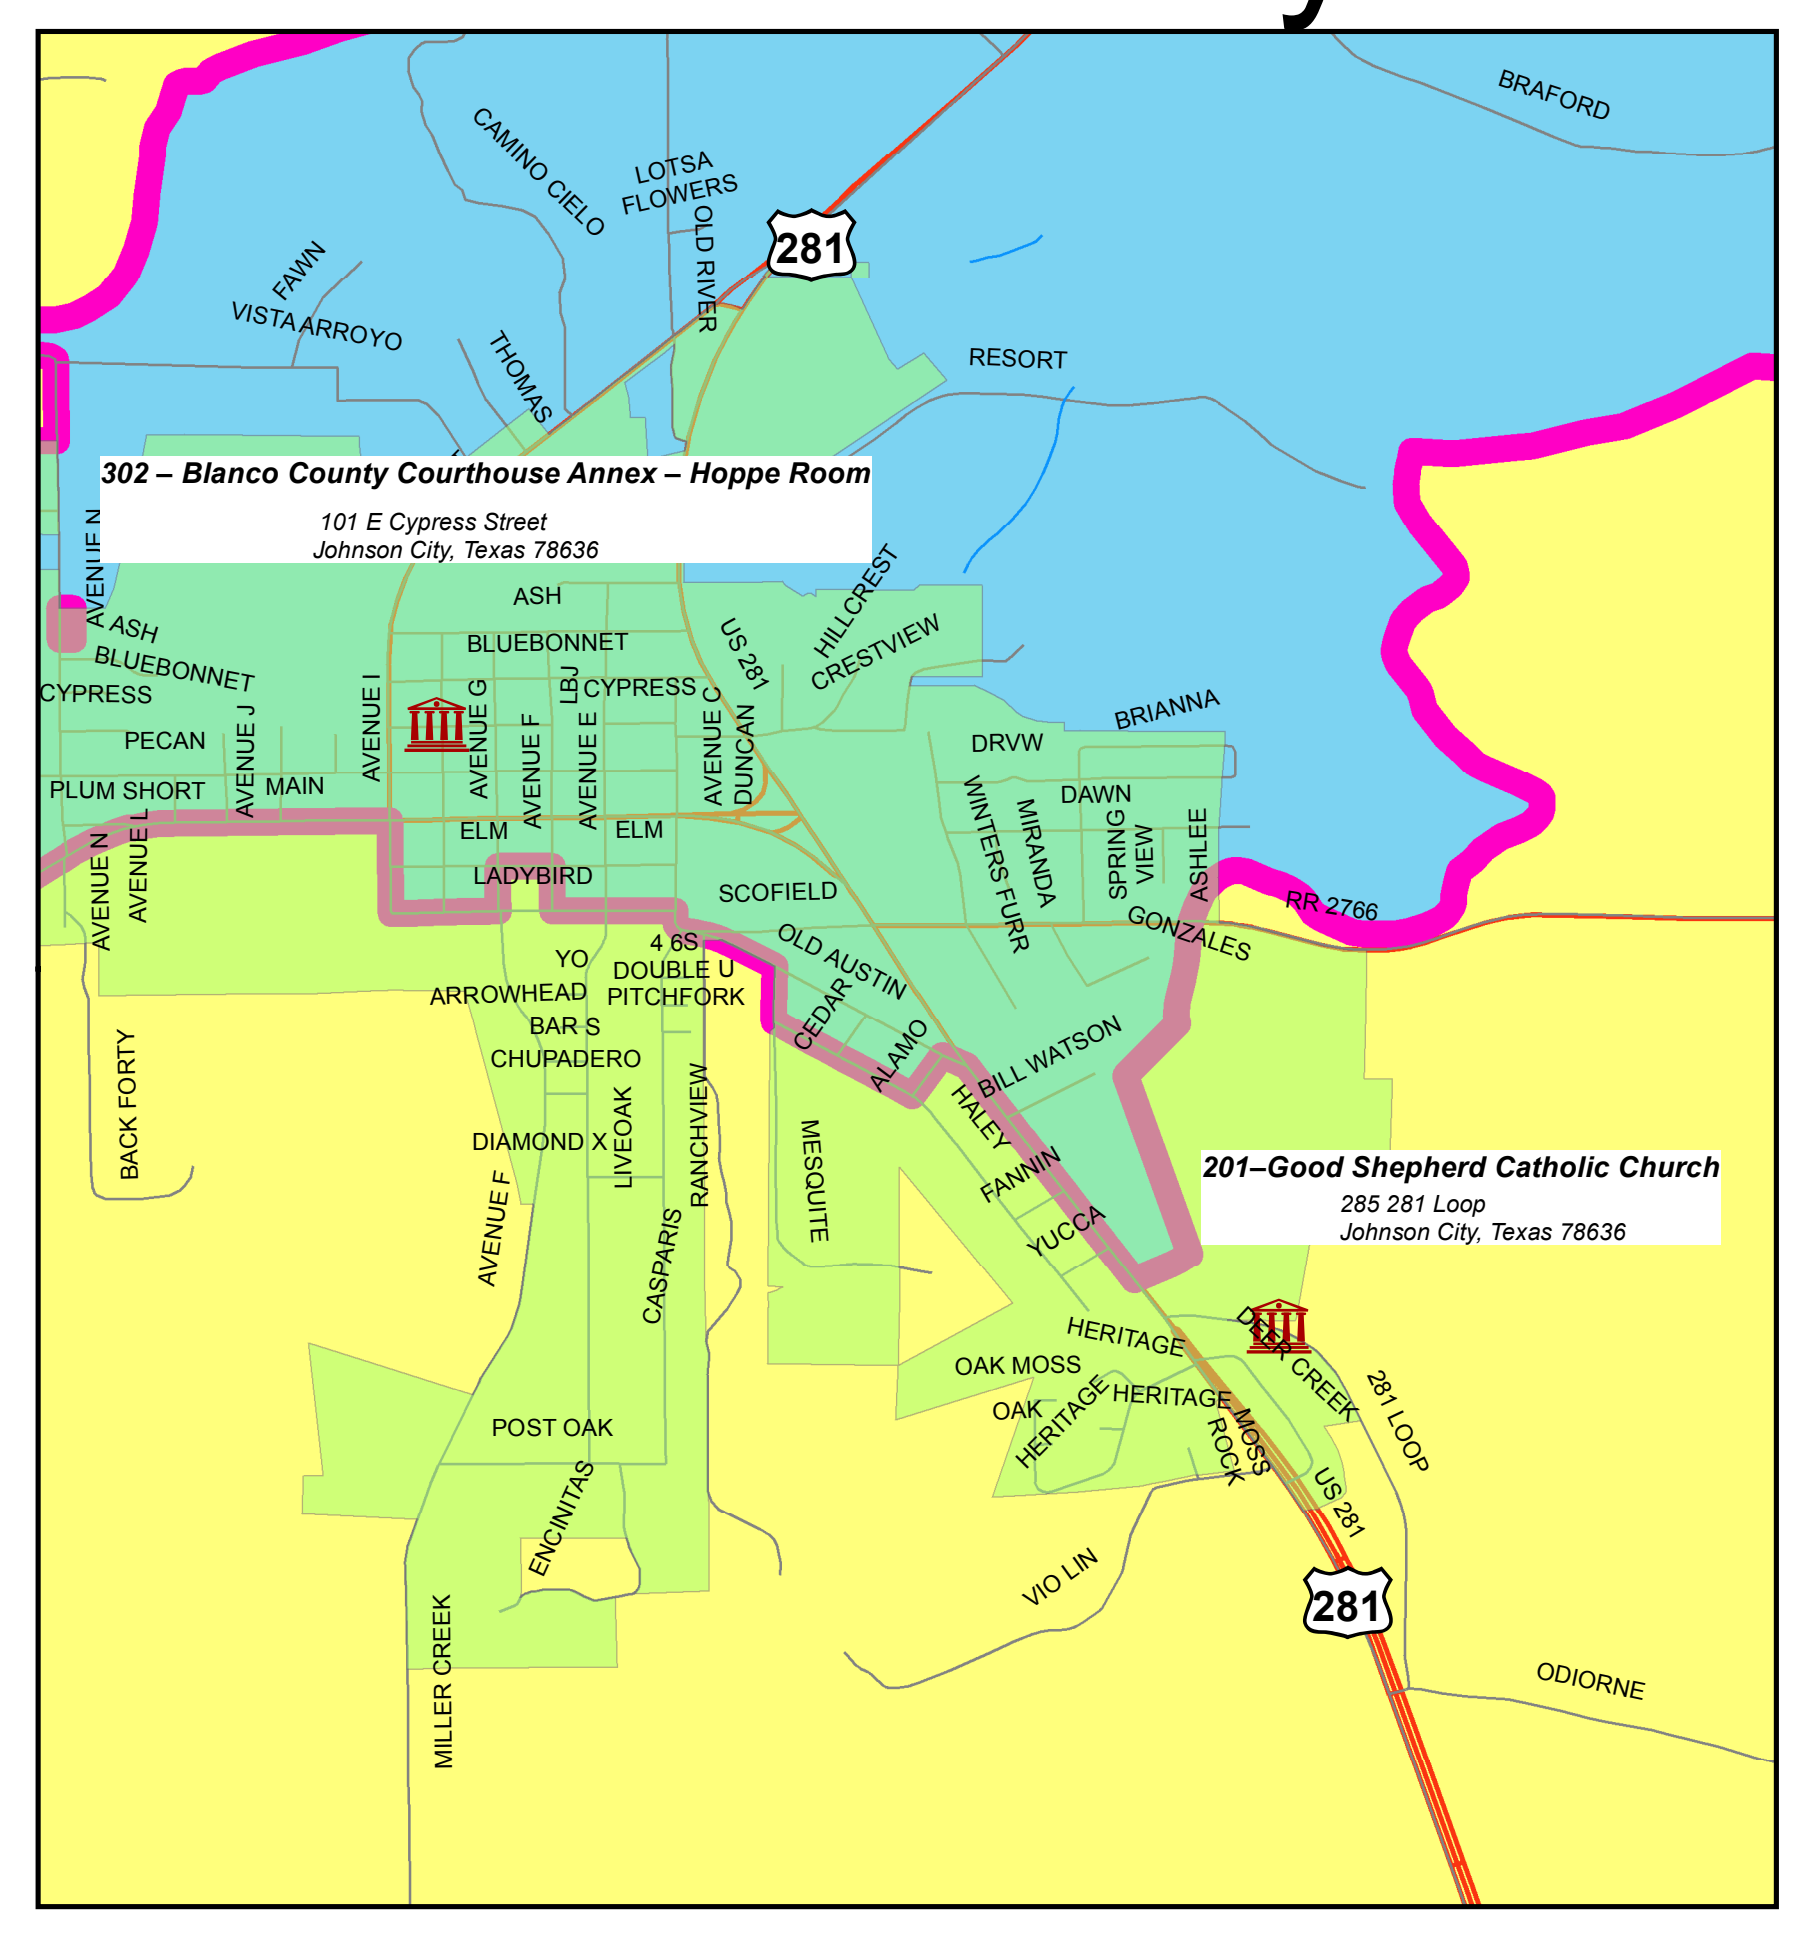 BRAFORD
CAMINO CIELO
LOTSA
FLOWERS
OLD RIVER
281
FAWN
VISTA ARROYO
THOMAS
RESORT
302 – Blanco County Courthouse Annex – Hoppe Room
101 E Cypress Street
Johnson City, Texas 78636
AVENUE N
ASH
ASH
BLUEBONNET
BLUEBONNET
CYPRESS
CYPRESS
US 281
HILLCREST
CRESTVIEW
PECAN
AVENUE J
AVENUE I
AVENUE G
AVENUE F
LBJ
AVENUE E
AVENUE C
DUNCAN
BRIANNA
DRVW
PLUM SHORT
MAIN
DAWN
ELM
ELM
AVENUE N
AVENUE L
LADYBIRD
SCOFIELD
WINTERS FURR
MIRANDA
SPRING
VIEW
ASHLEE
RR 2766
GONZALES
4 6S
YO
DOUBLE U
PITCHFORK
ARROWHEAD
BAR S
CHUPADERO
OLD AUSTIN
CEDAR
ALAMO
BILL WATSON
BACK FORTY
LIVEOAK
RANCHVIEW
HALEY
DIAMOND X
MESQUITE
FANNIN
YUCCA
201–Good Shepherd Catholic Church
285 281 Loop
Johnson City, Texas 78636
AVENUE F
CASPARIS
HERITAGE
DEER CREEK
OAK MOSS
HERITAGE
OAK
HERITAGE
281 LOOP
MOSS
ROCK
POST OAK
ENCINITAS
US 281
VIO LIN
281
MILLER CREEK
ODIORNE